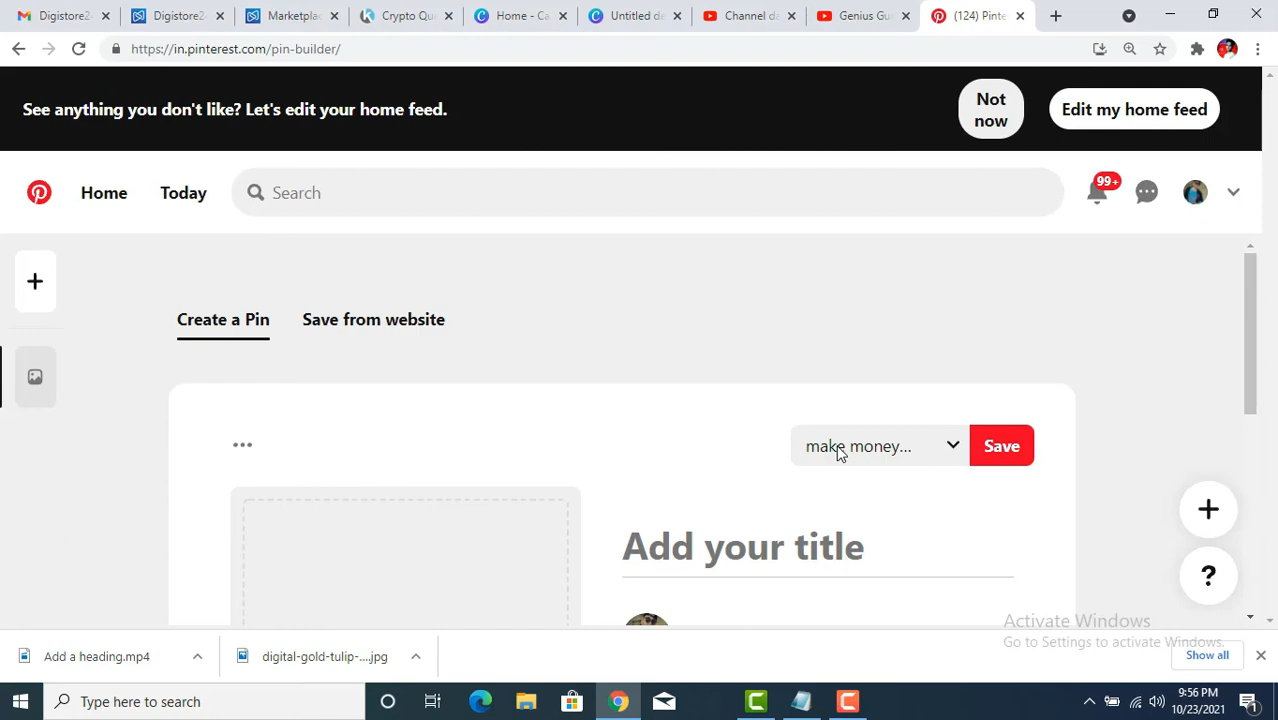 Digistore2
Digistore2
Marketpla
Crypto Qu
Home - Ca
Untitled de
Channel da
Genius Gu
(124) Pinte
https://in.pinterest.com/pin-builder/
See anything you don't like? Let's edit your home feed.
Not
now
Edit my home feed
Home
Today
Search
99+
Create a Pin
Save from website
make money...
Save
Add your title
?
Activate Windows
Go to Settings to activate Windows.
Add a heading.mp4
digital-gold-tulip-....jpg
Show all
Type here to search
9:56 PM
10/23/2021
1